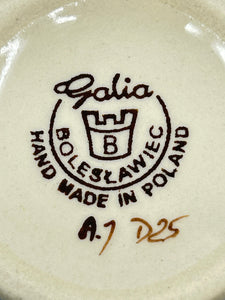 Galia
BOLESŁAWIEC
B
HAND MADE IN POLAND
A.7 D25